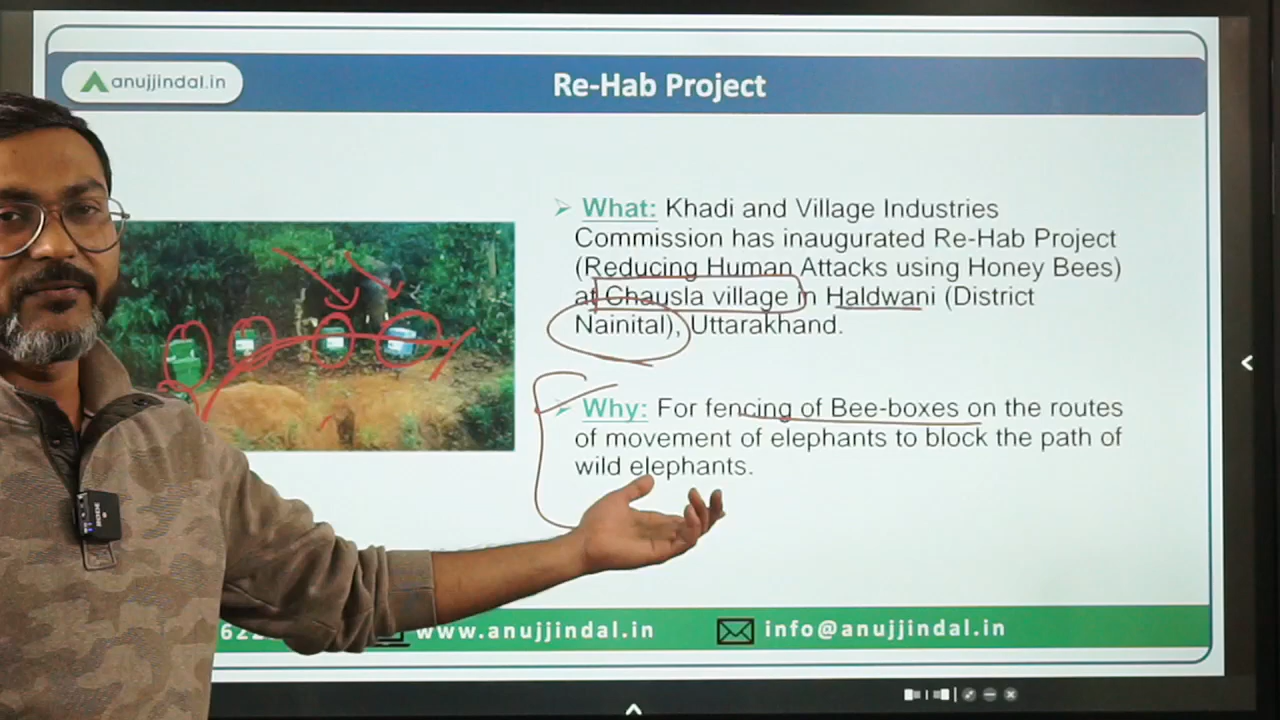 anujjindal.in
Re-Hab Project
What: Khadi and Village Industries
Commission has inaugurated Re-Hab Project
(Reducing Human Attacks using Honey Bees)
at Chausla village in Haldwani (District
Nainital), Uttarakhand.
Why: For fencing of Bee-boxes on the routes
of movement of elephants to block the path of
wild elephants.
www.anujjindal.in
info@anujjindal.in
RODE